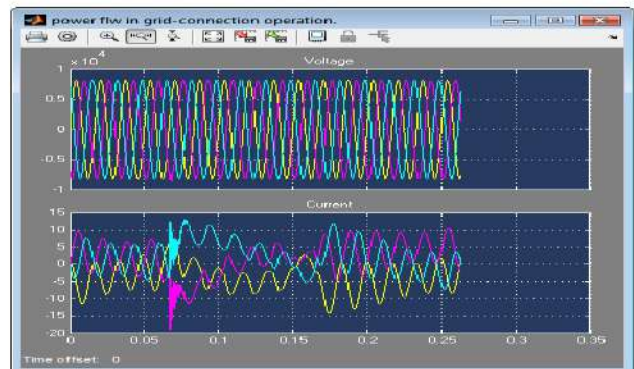 power flw in grid-connection operation.
x 10
4
Voltage
1
0.5
0
-0.5
-1
Current
15
10
5
0
-5
-10
-15
-20
0 0.05 0.1 0.15 0.2 0.25 0.3 0.35
Time offset: 0